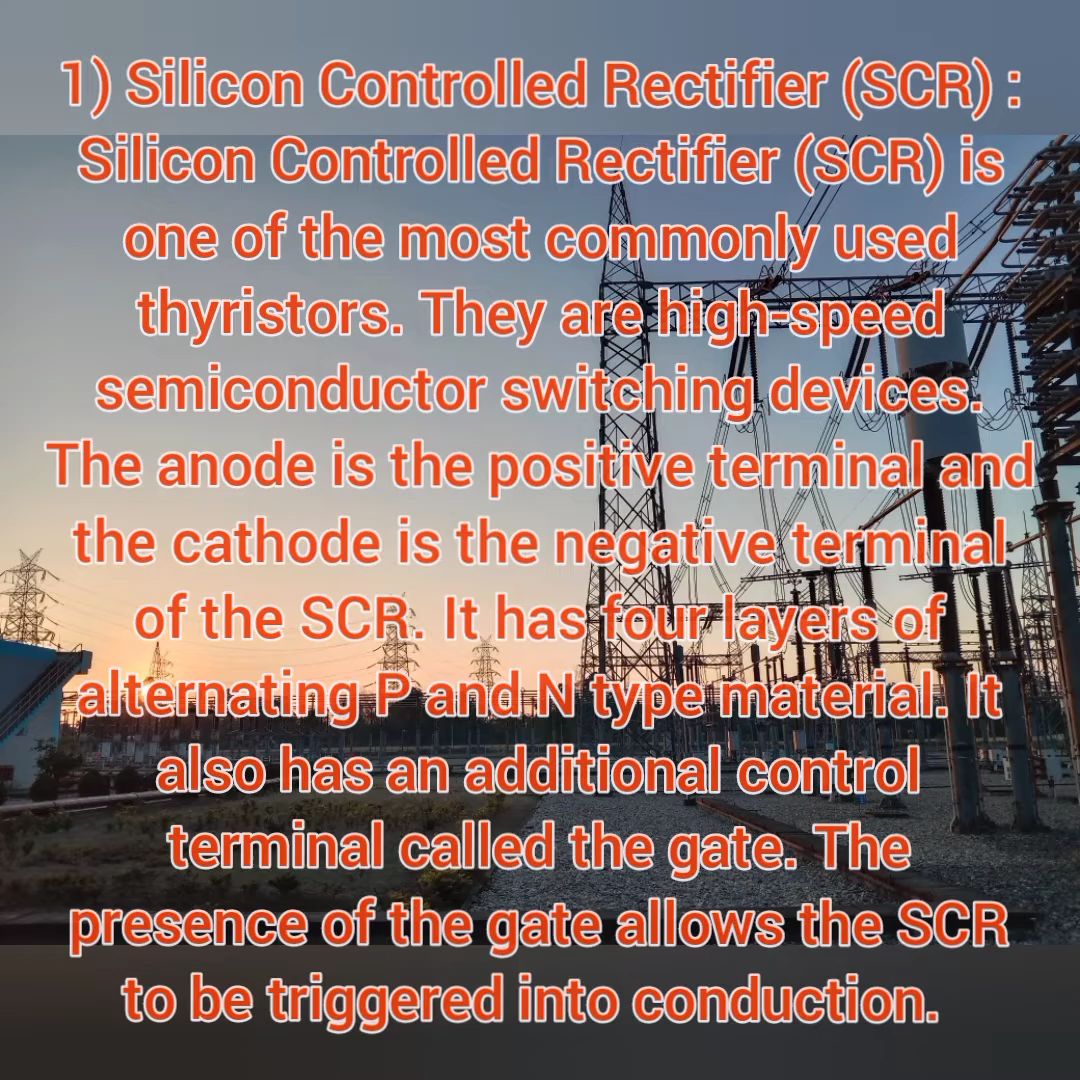 1) Silicon Controlled Rectifier (SCR) :
Silicon Controlled Rectifier (SCR) is
one of the most commonly used
thyristors. They are high-speed
semiconductor switching devices.
The anode is the positive terminal and
the cathode is the negative terminal
of the SCR. It has four layers of
alternating P and N type material. It
also has an additional control
terminal called the gate. The
presence of the gate allows the SCR
to be triggered into conduction.